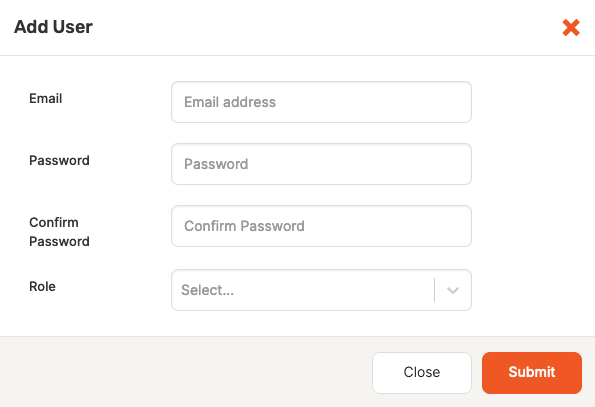 Add User
Email
Email address
Password
Password
Confirm
Password
Confirm Password
Role
Select...
Close
Submit